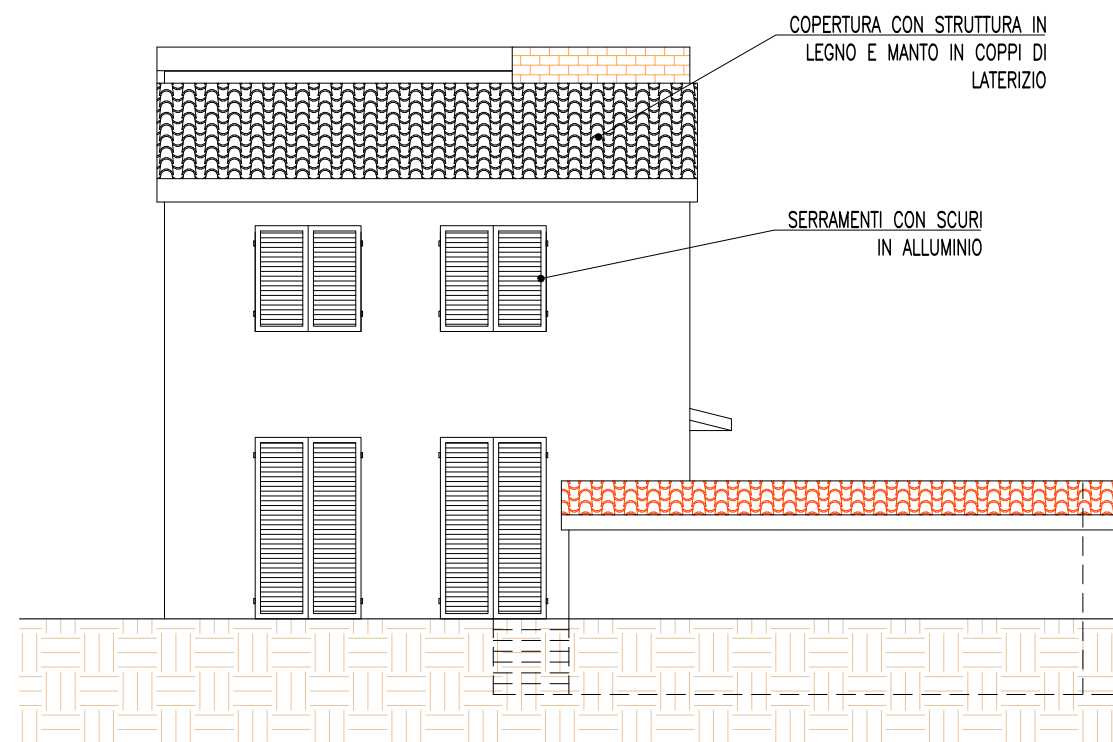 COPERTURA CON STRUTTURA IN
LEGNO E MANTO IN COPPI DI
LATERIZIO
SERRAMENTI CON SCURI
IN ALLUMINIO